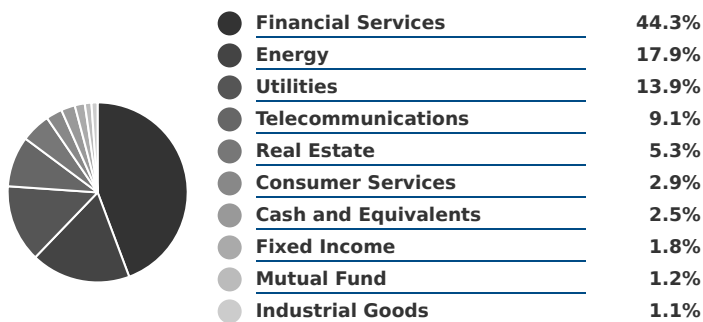 Financial Services 44.3%
Energy 17.9%
Utilities 13.9%
Telecommunications 9.1%
Real Estate 5.3%
Consumer Services 2.9%
Cash and Equivalents 2.5%
Fixed Income 1.8%
Mutual Fund 1.2%
Industrial Goods 1.1%